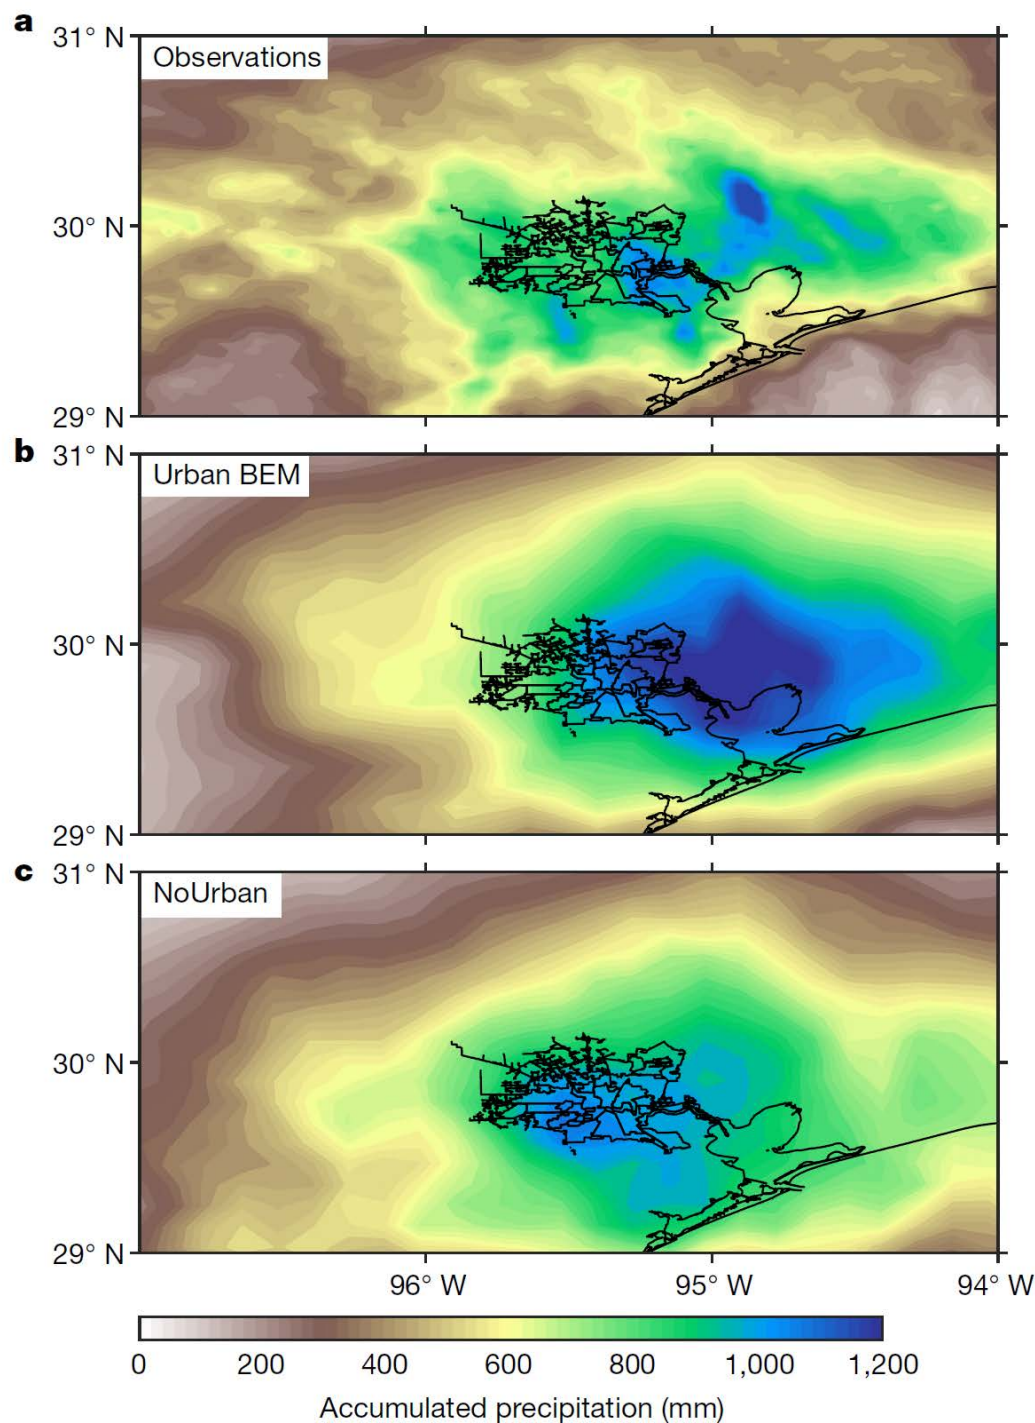 a
31° N
Observations
30° N
29° N
b
31° N
Urban BEM
30° N
29° N
c
31° N
NoUrban
30° N
29° N
96° W 95° W 94° W
0 200 400 600 800 1,000 1,200
Accumulated precipitation (mm)